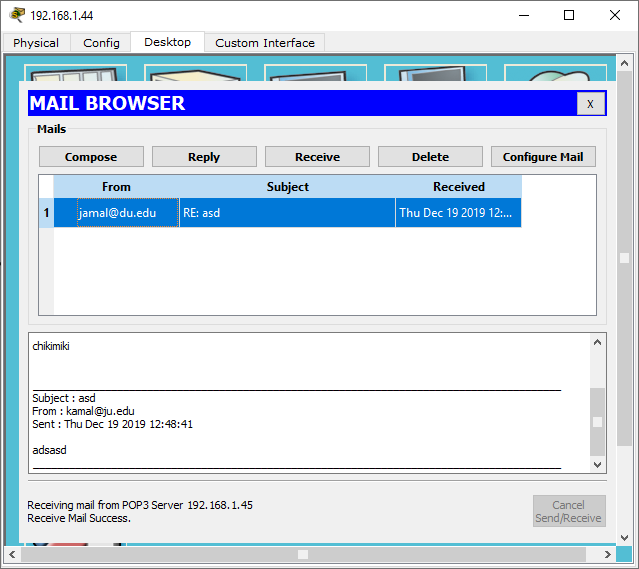 192.168.1.44
Physical Config Desktop Custom Interface
MAIL BROWSER X
Mails
Compose Reply Receive Delete Configure Mail
From Subject Received
1 jamal@du.edu RE: asd Thu Dec 19 2019 12:...
chikimiki
Subject : asd
From : kamal@ju.edu
Sent : Thu Dec 19 2019 12:48:41
adsasd
Receiving mail from POP3 Server 192.168.1.45
Receive Mail Success.
Cancel
Send/Receive